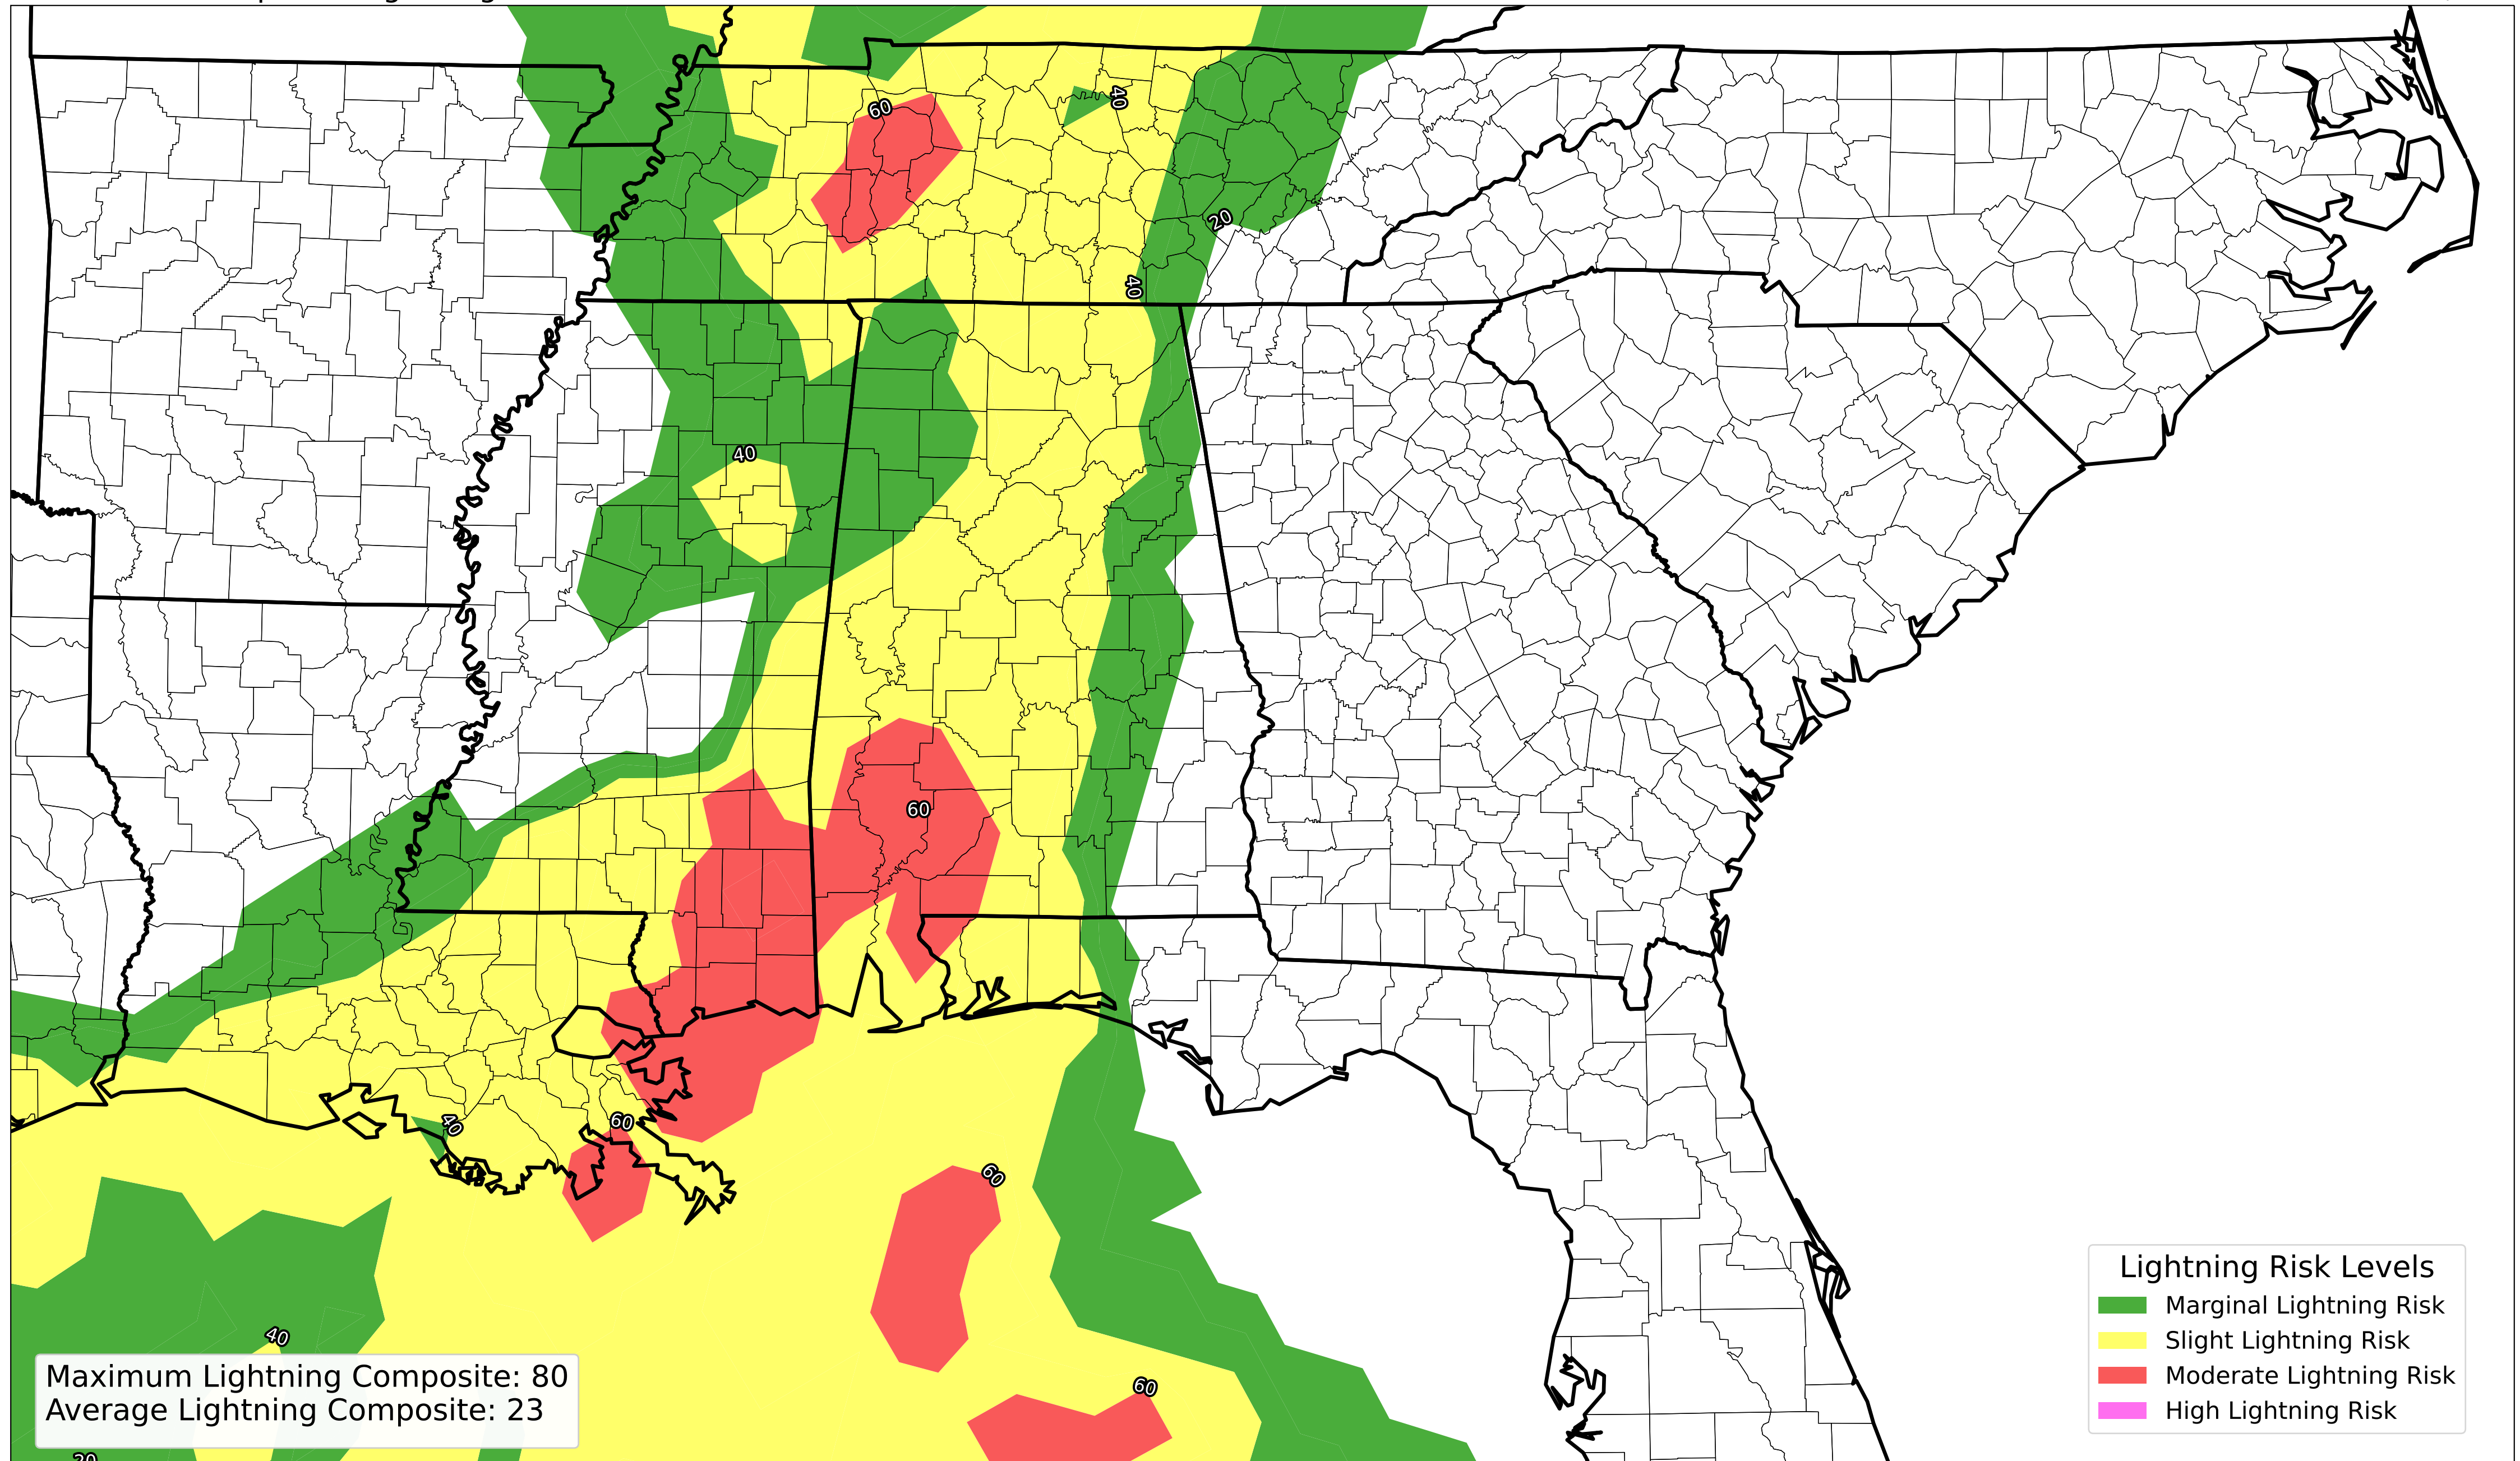 60
40
20
40
40
60
40
60
60
40
60
Lightning Risk Levels
Marginal Lightning Risk
Slight Lightning Risk
Moderate Lightning Risk
High Lightning Risk
Maximum Lightning Composite: 80
Average Lightning Composite: 23